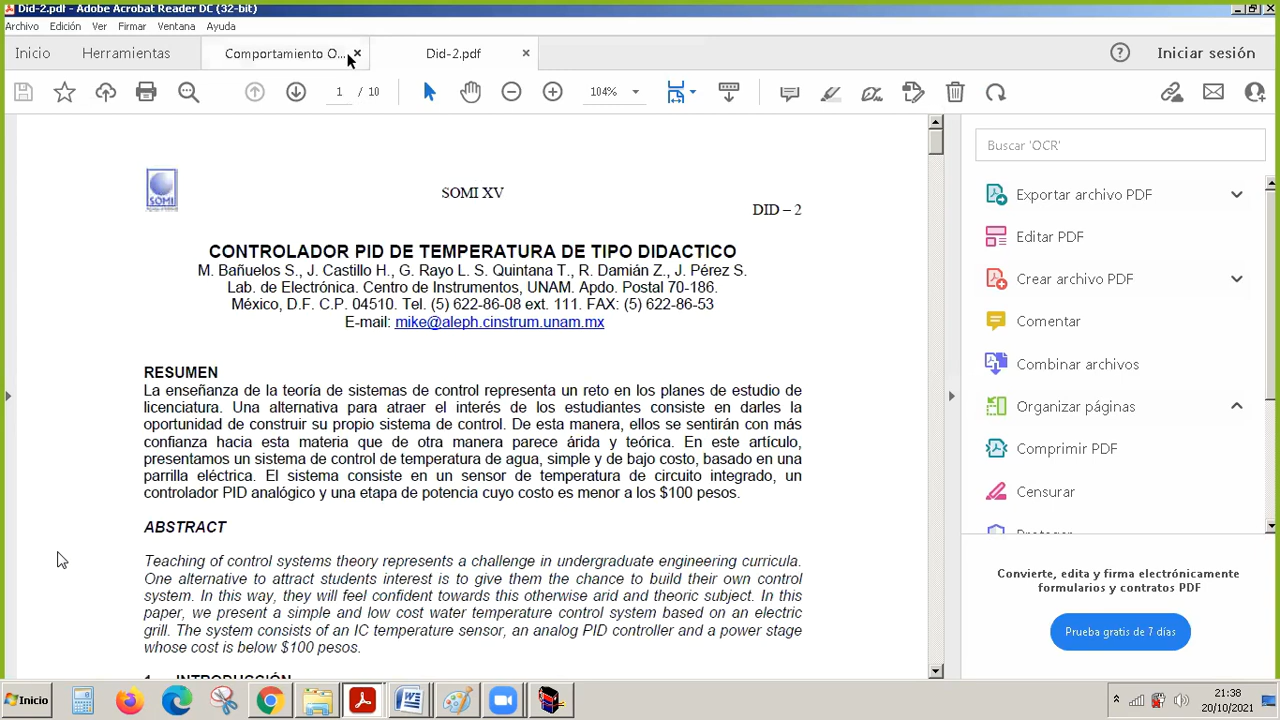 Did-2.pdf - Adobe Acrobat Reader DC (32-bit)
Archivo Edición Ver Firmar Ventana Ayuda
Inicio Herramientas Comportamiento O... Did-2.pdf Iniciar sesión
1 / 10 104%
Buscar 'OCR'
SOMI
SOMI XV
DID – 2
CONTROLADOR PID DE TEMPERATURA DE TIPO DIDACTICO
M. Bañuelos S., J. Castillo H., G. Rayo L. S. Quintana T., R. Damián Z., J. Pérez S.
Lab. de Electrónica. Centro de Instrumentos, UNAM. Apdo. Postal 70-186.
México, D.F. C.P. 04510. Tel. (5) 622-86-08 ext. 111. FAX: (5) 622-86-53
E-mail: mike@aleph.cinstrum.unam.mx
RESUMEN
La enseñanza de la teoría de sistemas de control representa un reto en los planes de estudio de
licenciatura. Una alternativa para atraer el interés de los estudiantes consiste en darles la
oportunidad de construir su propio sistema de control. De esta manera, ellos se sentirán con más
confianza hacia esta materia que de otra manera parece árida y teórica. En este artículo,
presentamos un sistema de control de temperatura de agua, simple y de bajo costo, basado en una
parrilla eléctrica. El sistema consiste en un sensor de temperatura de circuito integrado, un
controlador PID analógico y una etapa de potencia cuyo costo es menor a los $100 pesos.
ABSTRACT
Teaching of control systems theory represents a challenge in undergraduate engineering curricula.
One alternative to attract students interest is to give them the chance to build their own control
system. In this way, they will feel confident towards this otherwise arid and theoric subject. In this
paper, we present a simple and low cost water temperature control system based on an electric
grill. The system consists of an IC temperature sensor, an analog PID controller and a power stage
whose cost is below $100 pesos.
1. INTRODUCCIÓN
Exportar archivo PDF
Editar PDF
Crear archivo PDF
Comentar
Combinar archivos
Organizar páginas
Comprimir PDF
Censurar
Proteger
Convierte, edita y firma electrónicamente
formularios y contratos PDF
Prueba gratis de 7 días
Inicio
21:38
20/10/2021